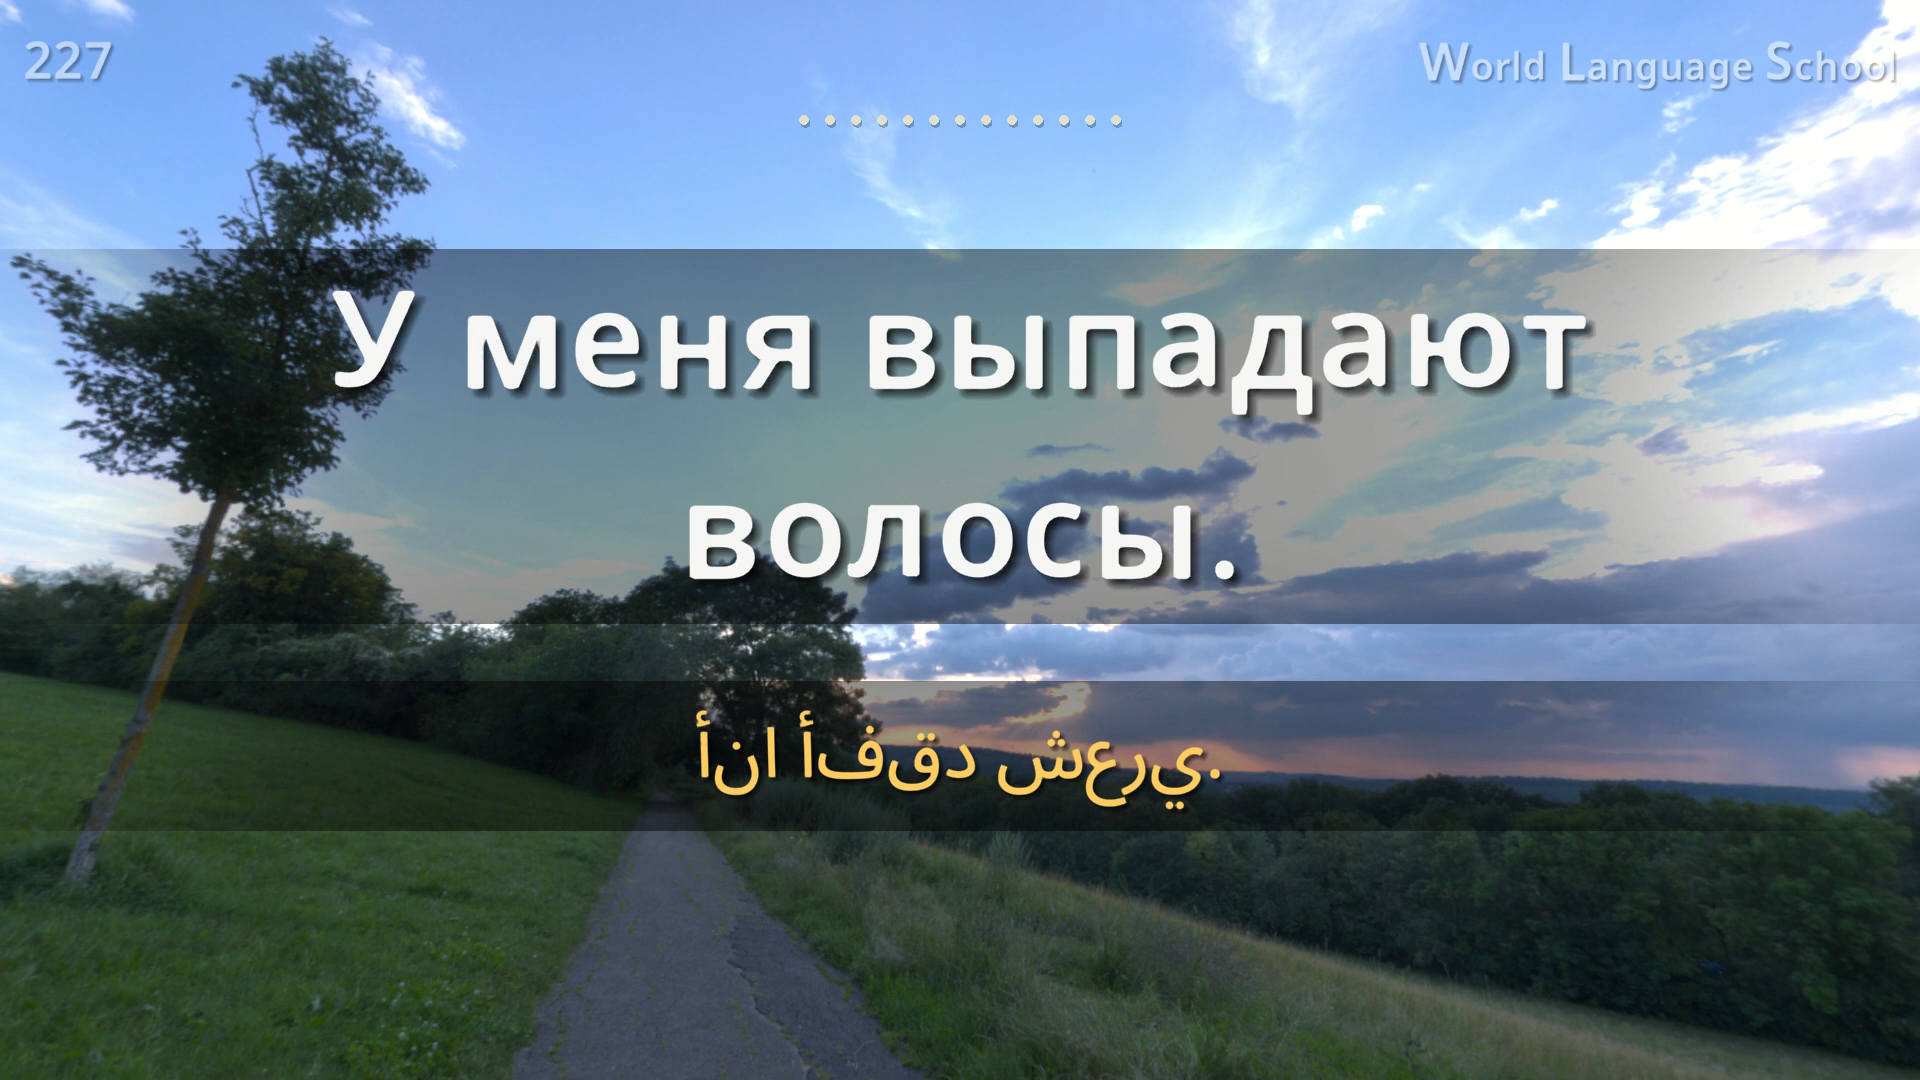 227
World Language School
У меня выпадают
волосы.
أنا أفقد شعري.